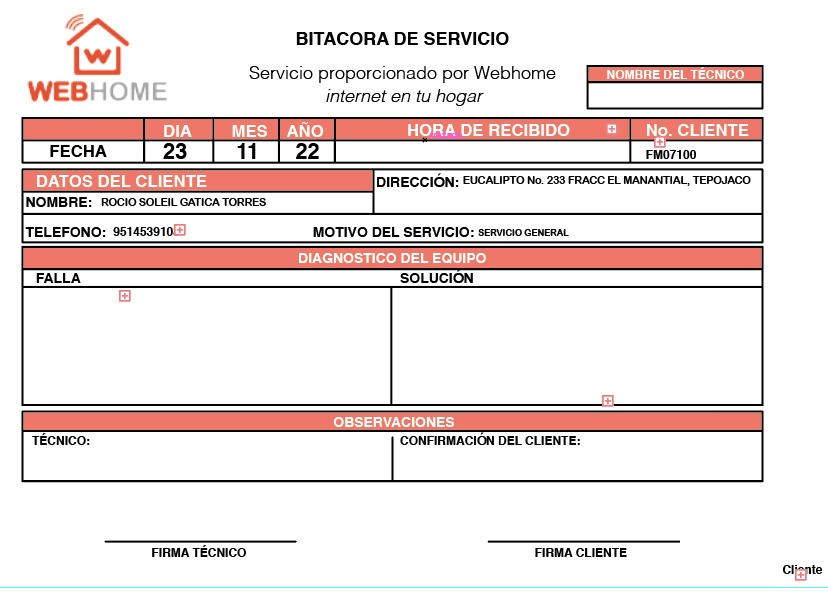 WEBHOME
BITACORA DE SERVICIO
Servicio proporcionado por Webhome
internet en tu hogar
NOMBRE DEL TÉCNICO
DIA MES AÑO HORA DE RECIBIDO No. CLIENTE
FECHA 23 11 22 FM07100
DATOS DEL CLIENTE
DIRECCIÓN: EUCALIPTO No. 233 FRACC EL MANANTIAL, TEPOJACO
NOMBRE: ROCIO SOLEIL GATICA TORRES
TELEFONO: 951453910 MOTIVO DEL SERVICIO: SERVICIO GENERAL
DIAGNOSTICO DEL EQUIPO
FALLA SOLUCIÓN
OBSERVACIONES
TÉCNICO: CONFIRMACIÓN DEL CLIENTE:
FIRMA TÉCNICO FIRMA CLIENTE
Cliente